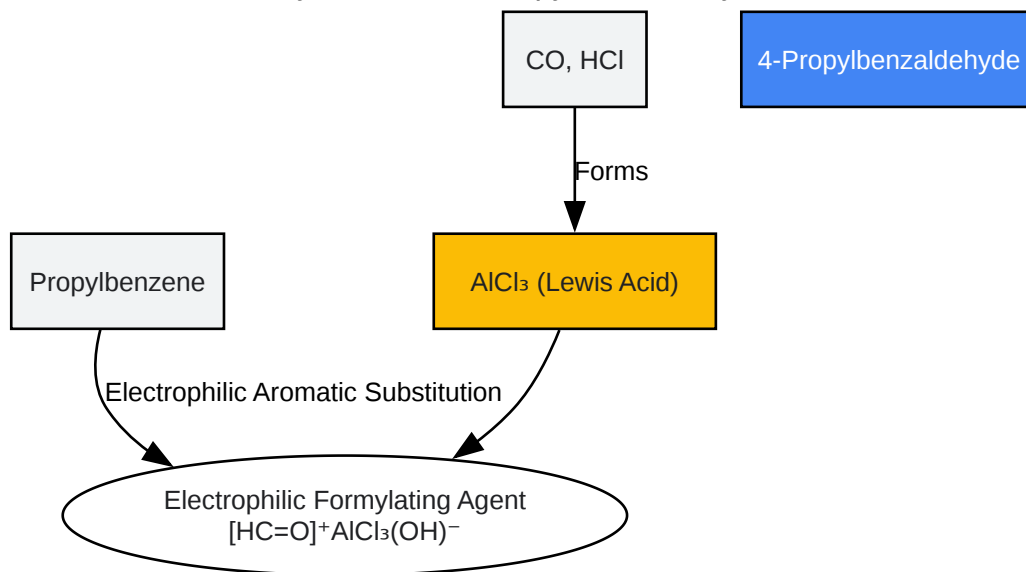 CO, HCl
4-Propylbenzaldehyde
Forms
Propylbenzene
AlCl₃ (Lewis Acid)
Electrophilic Aromatic Substitution
Electrophilic Formylating Agent
[HC=O]⁺AlCl₃(OH)⁻